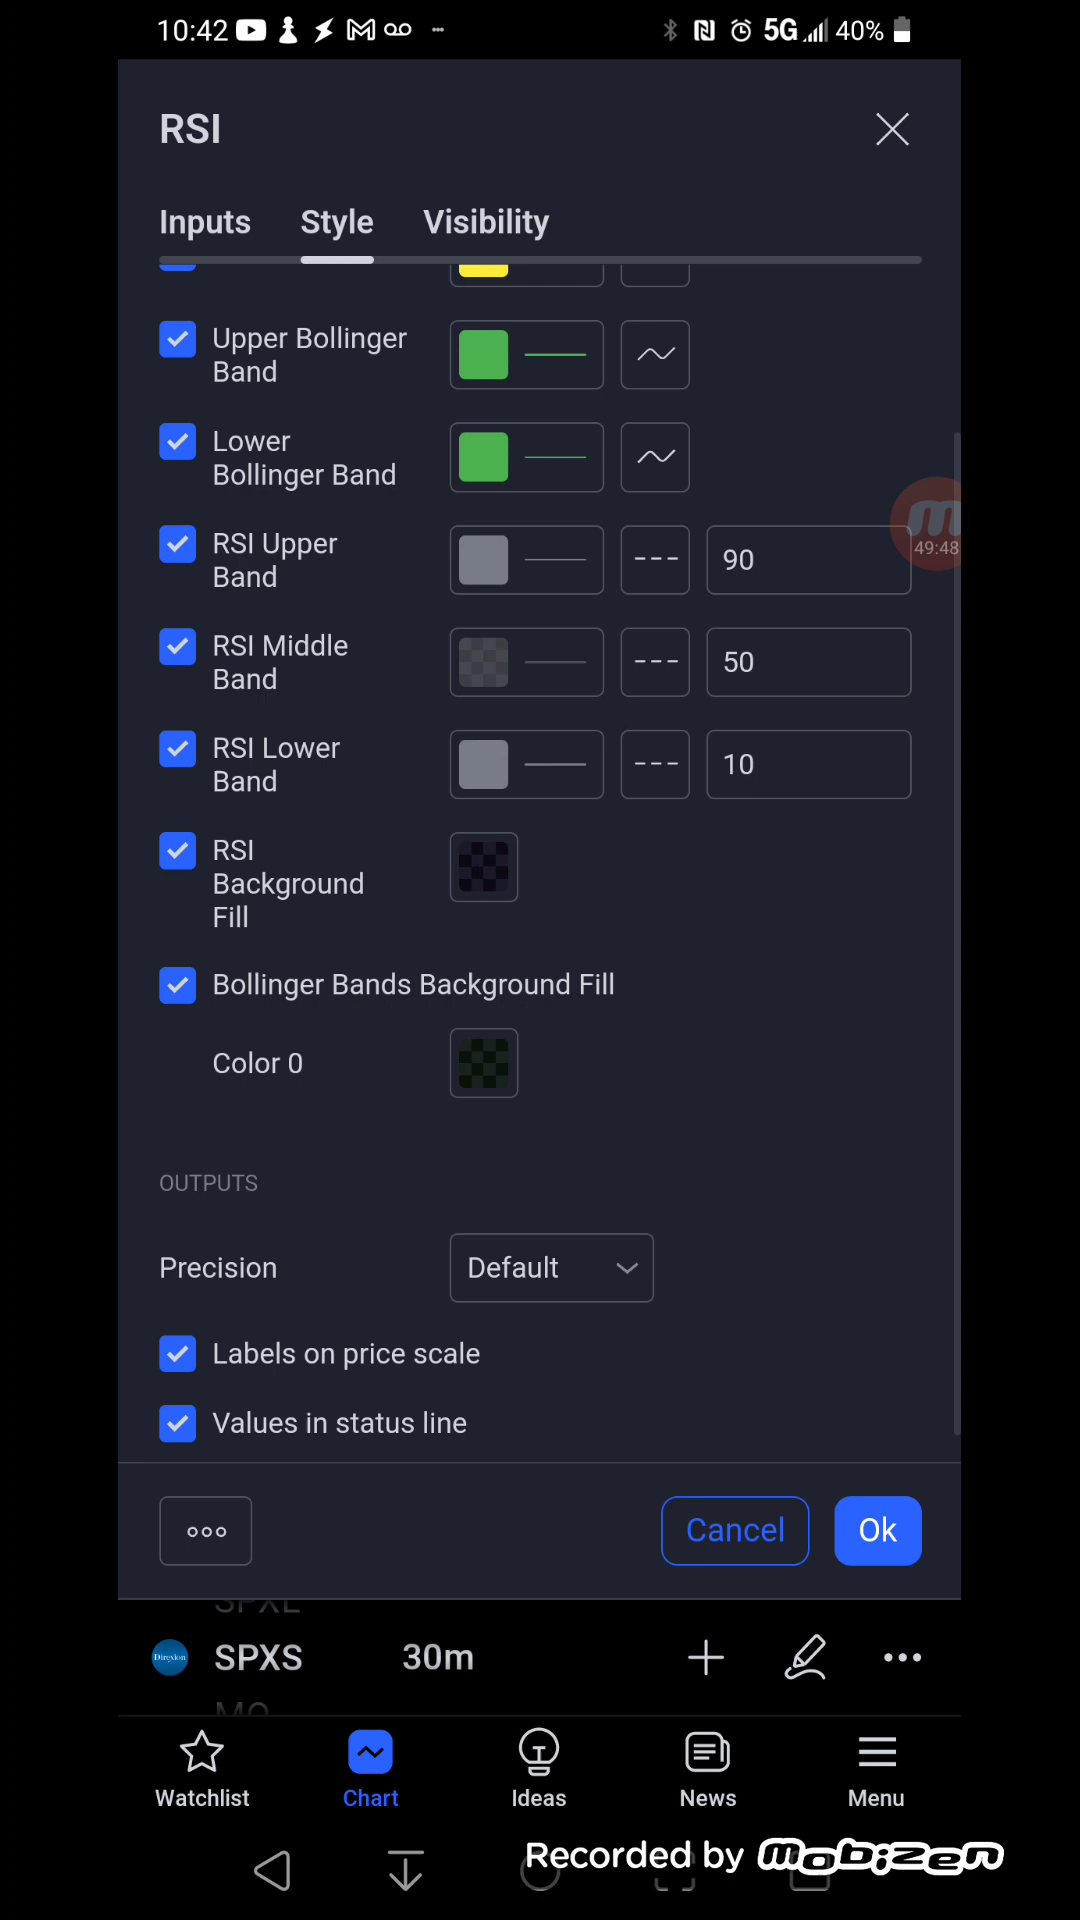 10:42 5G 40%
RSI
Inputs Style Visibility
Upper Bollinger
Band
Lower
Bollinger Band
49:48
RSI Upper
Band
90
RSI Middle
Band
50
RSI Lower
Band
10
RSI
Background
Fill
Bollinger Bands Background Fill
Color 0
OUTPUTS
Precision Default
Labels on price scale
Values in status line
Cancel Ok
SPXL
Direxion SPXS 30m
Watchlist Chart Ideas News Menu
Recorded by mobizen